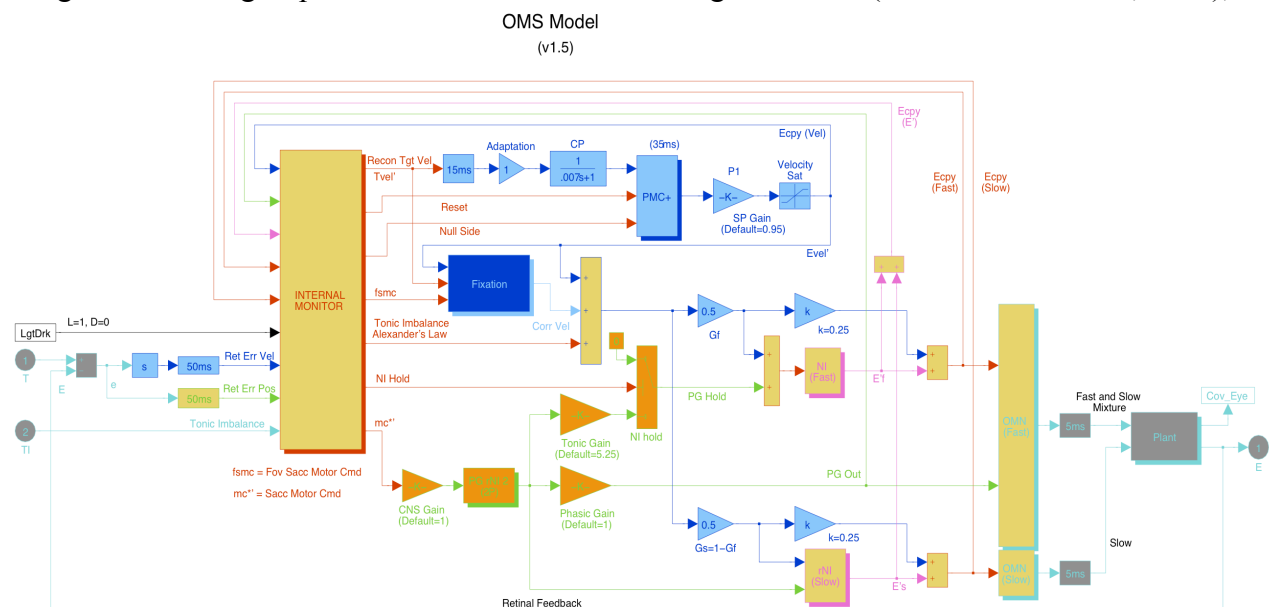 OMS Model
(v1.5)
Ecpy
(E')
Ecpy (Vel)
Ecpy
(Fast)
Ecpy
(Slow)
Recon Tgt Vel
Tvel'
15ms
Adaptation
1
CP
1
.007s+1
(35ms)
PMC+
P1
-K-
SP Gain
(Default=0.95)
Velocity
Sat
Reset
Null Side
Evel'
INTERNAL
MONITOR
fsmc
Fixation
Corr Vel
+
+
+
Tonic Imbalance
Alexander's Law
NI Hold
0.5
Gf
k
k=0.25
+
+
NI
(Fast)
E'f
+
+
+
+
PG Hold
NI hold
LgtDrk
L=1, D=0
1
T
E
e
s
50ms
Ret Err Vel
50ms
Ret Err Pos
Tonic Imbalance
2
TI
mc*'
fsmc = Fov Sacc Motor Cmd
mc*' = Sacc Motor Cmd
CNS Gain
(Default=1)
Tonic Gain
(Default=5.25)
Phasic Gain
(Default=1)
PG Out
0.5
Gs=1-Gf
k
k=0.25
rNI
(Slow)
E's
+
+
OMN
(Fast)
OMN
(Slow)
5ms
5ms
Fast and Slow
Mixture
Slow
Plant
Cov_Eye
1
E
Retinal Feedback